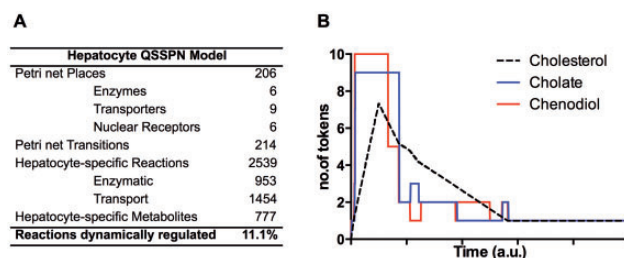 A
Hepatocyte QSSPN Model
Petri net Places 206
Enzymes 6
Transporters 9
Nuclear Receptors 6
Petri net Transitions 214
Hepatocyte-specific Reactions 2539
Enzymatic 953
Transport 1454
Hepatocyte-specific Metabolites 777
Reactions dynamically regulated 11.1%
B
Cholesterol
Cholate
Chenodiol
10
8
6
4
2
0
no.of tokens
Time (a.u.)